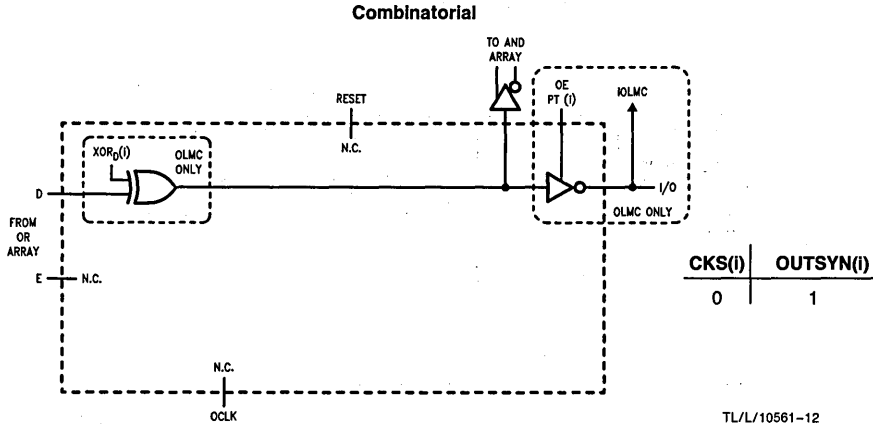 Combinatorial
TO AND
ARRAY
OE
PT (i)
IOLMC
RESET
N.C.
XORD(i)
OLMC
ONLY
D
I/O
OLMC ONLY
FROM
OR
ARRAY
E
N.C.
CKS(i) OUTSYN(i)
0 1
N.C.
OCLK
TL/L/10561-12